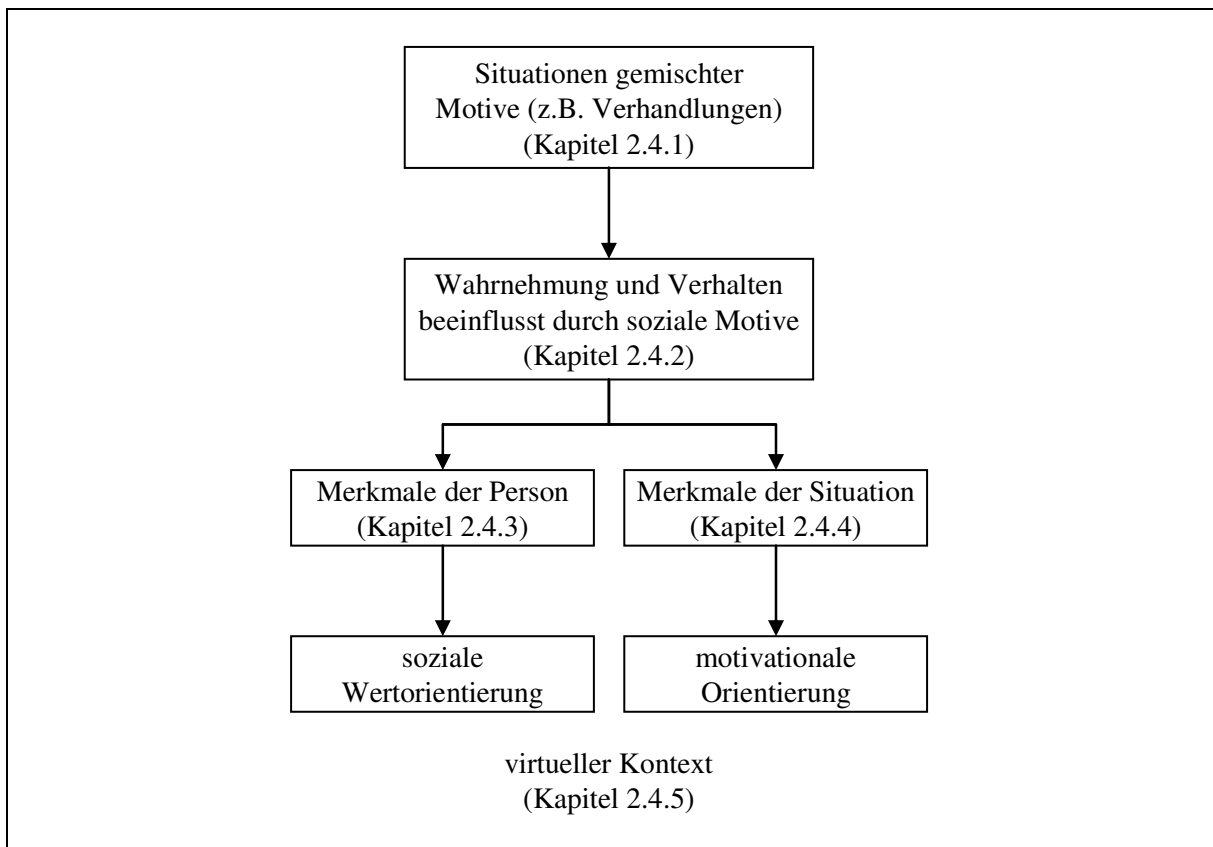 Situationen gemischter
Motive (z.B. Verhandlungen)
(Kapitel 2.4.1)
Wahrnehmung und Verhalten
beeinflusst durch soziale Motive
(Kapitel 2.4.2)
Merkmale der Person
(Kapitel 2.4.3)
Merkmale der Situation
(Kapitel 2.4.4)
soziale
Wertorientierung
motivationale
Orientierung
virtueller Kontext
(Kapitel 2.4.5)